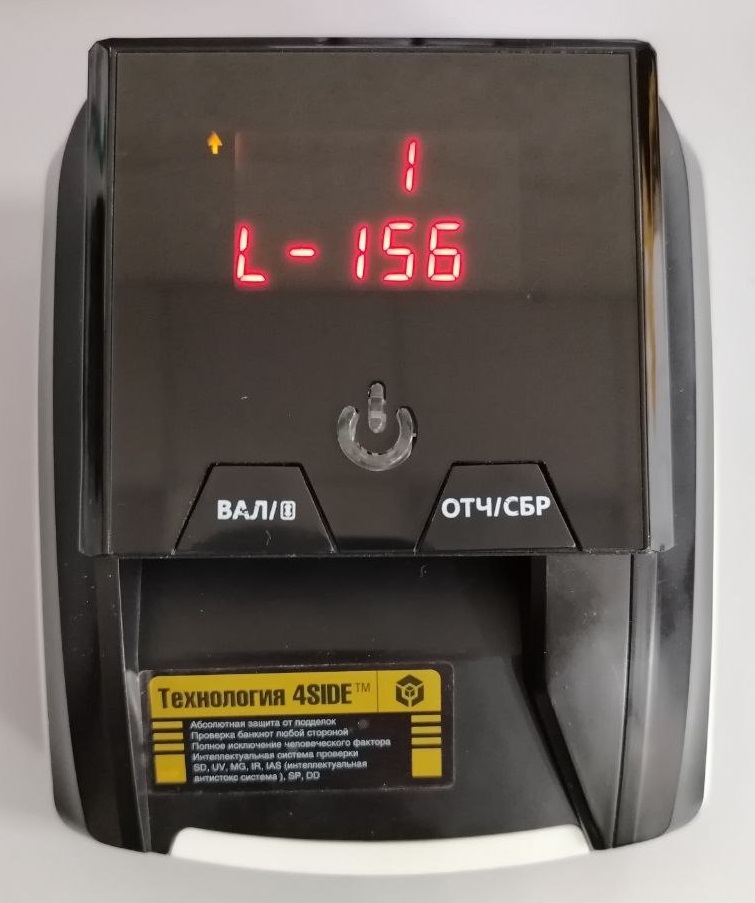 1
L-156
ВАЛ/
ОТЧ/СБР
Технология 4SIDE™
Абсолютная защита от подделок
Проверка банкнот любой стороной
Полное исключение человеческого фактора
Интеллектуальная система проверки
SD, UV, MG, IR, IAS (интеллектуальная
антистокс система ), SP, DD